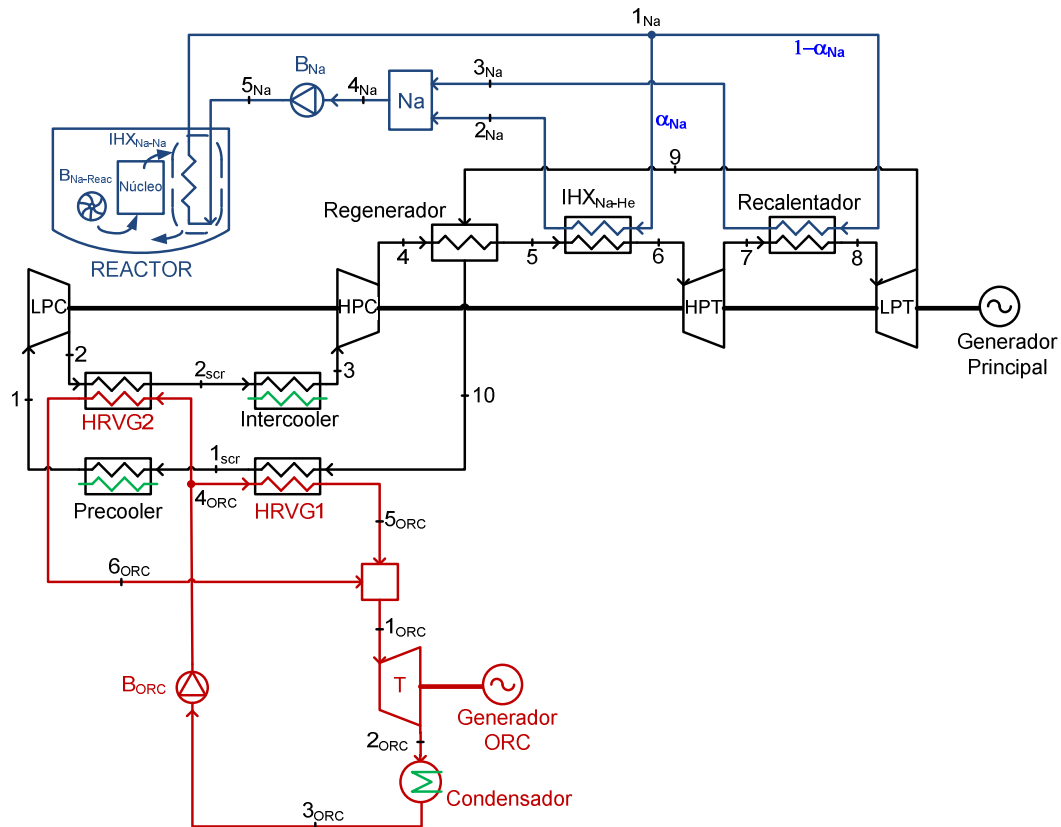 1Na
1-αNa
BNa
3Na
5Na
4Na
Na
2Na
αNa
IHXNa-Na
BNa-Reac
Núcleo
9
IHXNa-He
Recalentador
Regenerador
REACTOR
4
5
6
7
8
LPC
HPC
HPT
LPT
Generador
Principal
2
2scr
3
1
10
HRVG2
Intercooler
1scr
Precooler
4ORC
HRVG1
5ORC
6ORC
1ORC
BORC
T
Generador
ORC
2ORC
Condensador
3ORC